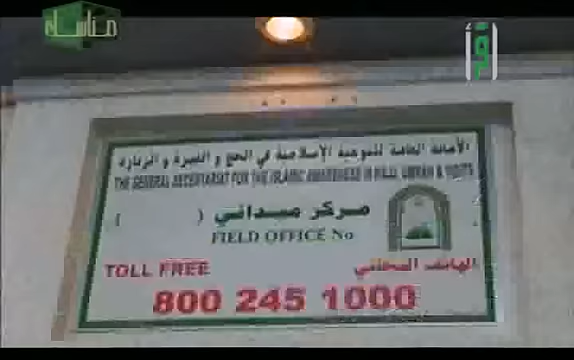 مناسك
اقرأ
الأمانة العامة للتوعية الإسلامية في الحج و العمرة و الزيارة
THE GENERAL SECRETARIAT FOR THE ISLAMIC AWARENESS IN HAJJ, UMRAH & VISITS
مركز ميداني ( )
FIELD OFFICE No
TOLL FREE الهاتف المجاني
800 245 1000